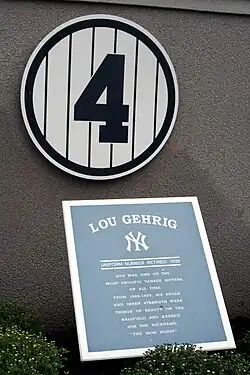 4
LOU GEHRIG
NY
UNIFORM NUMBER RETIRED 1939
LOU WAS ONE OF THE
MOST PROLIFIC YANKEE HITTERS
OF ALL TIME.
FROM 1923-1939, HIS SKILLS
AND INNER STRENGTH WERE
THINGS OF BEAUTY ON THE
BALLFIELD AND EARNED
HIM THE NICKNAME,
"THE IRON HORSE"